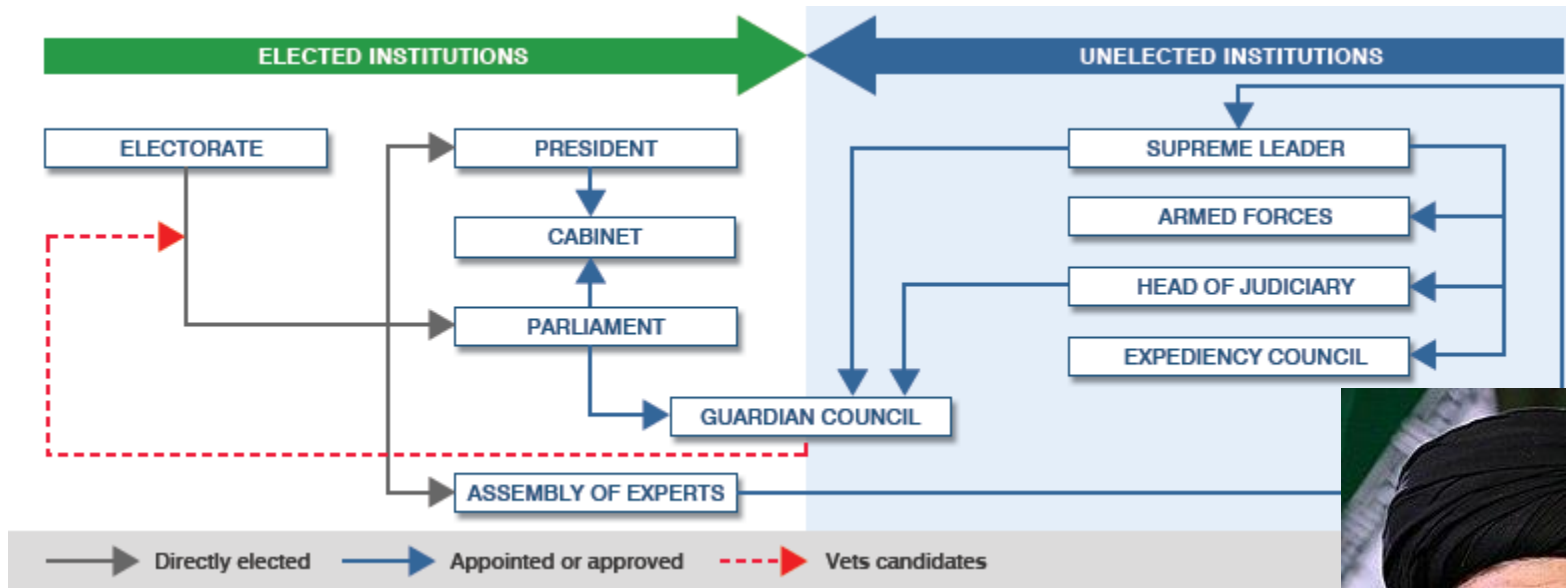 ELECTED INSTITUTIONS
UNELECTED INSTITUTIONS
ELECTORATE
PRESIDENT
SUPREME LEADER
CABINET
ARMED FORCES
HEAD OF JUDICIARY
PARLIAMENT
EXPEDIENCY COUNCIL
GUARDIAN COUNCIL
ASSEMBLY OF EXPERTS
Directly elected
Appointed or approved
Vets candidates